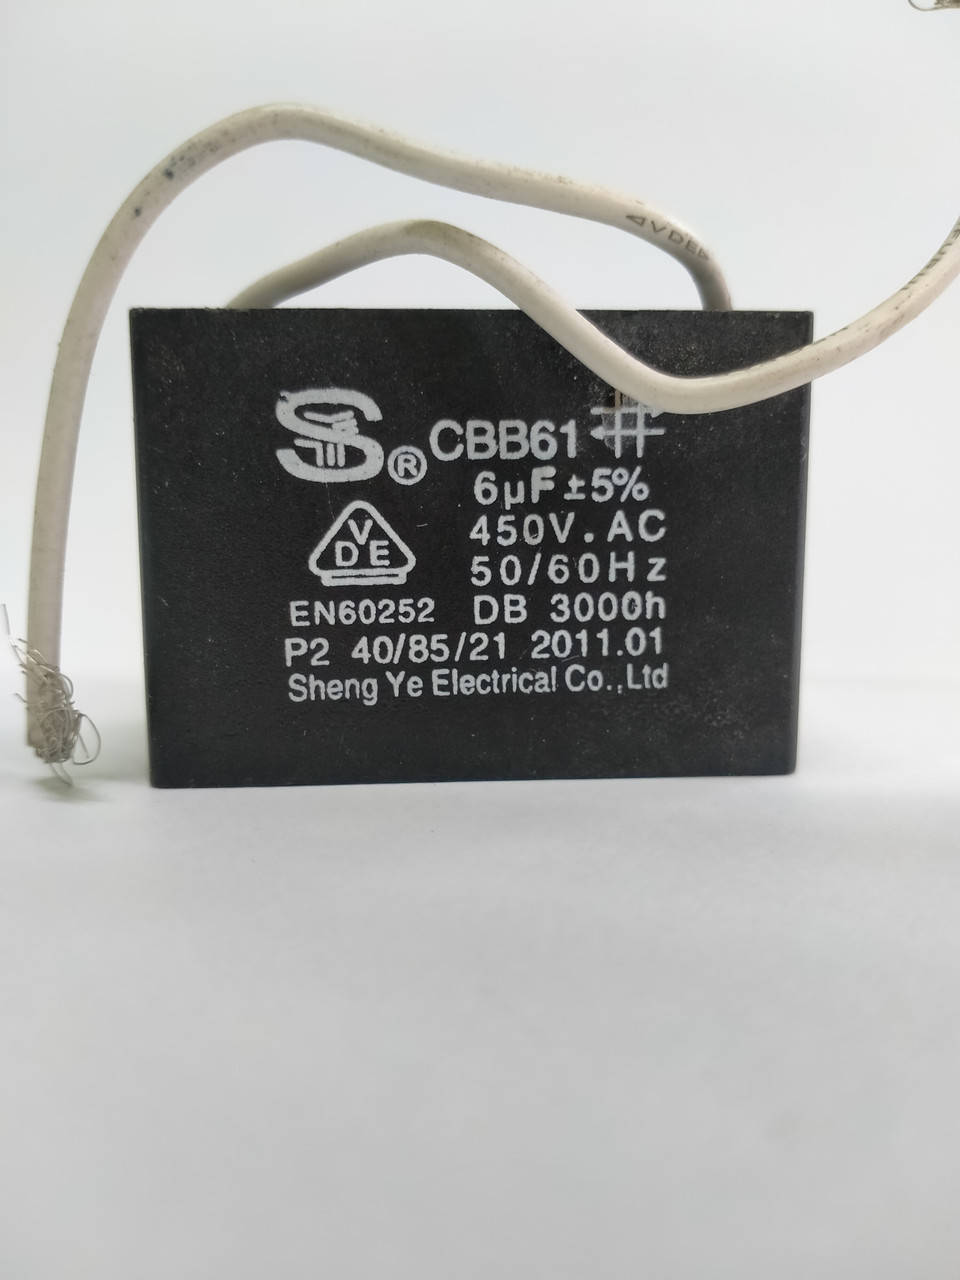 ® CBB61
6µF±5%
450V.AC
VDE
50/60Hz
EN60252 DB 3000h
P2 40/85/21 2011.01
Sheng Ye Electrical Co.,Ltd
VDE